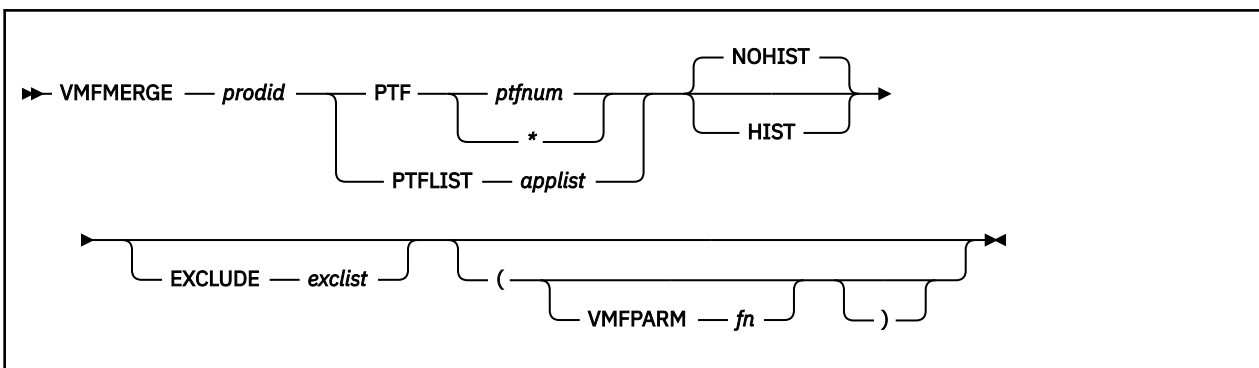 NOHIST
VMFMERGE prodid PTF ptfnum
HIST
*
PTFLIST applist
EXCLUDE exclist (
VMFPARM fn )